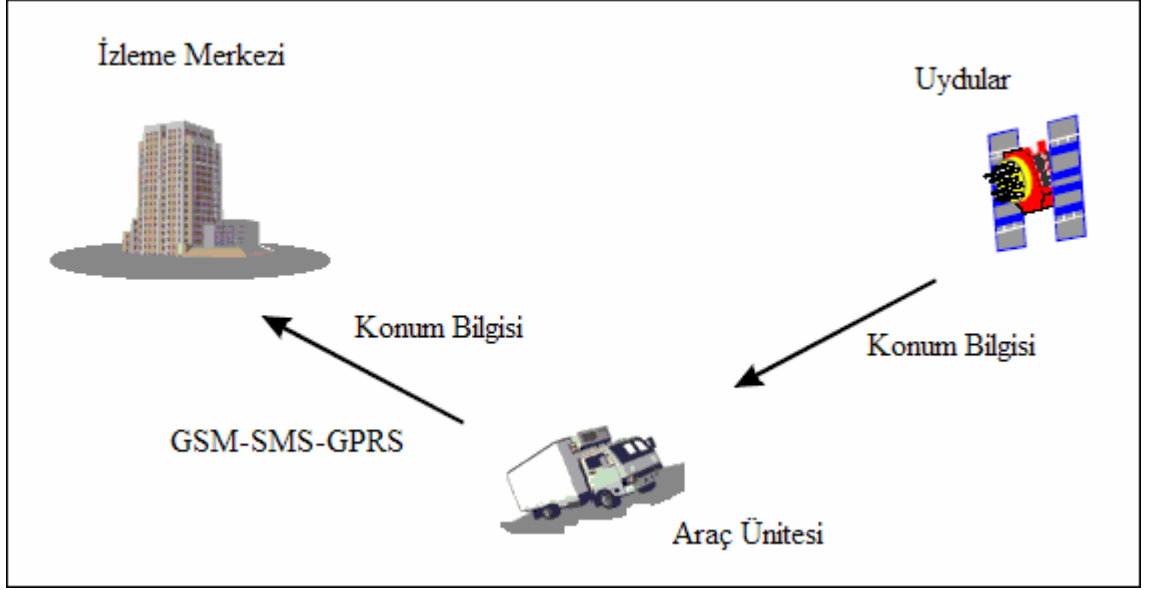 İzleme Merkezi
Uydular
Konum Bilgisi
Konum Bilgisi
GSM-SMS-GPRS
Araç Ünitesi